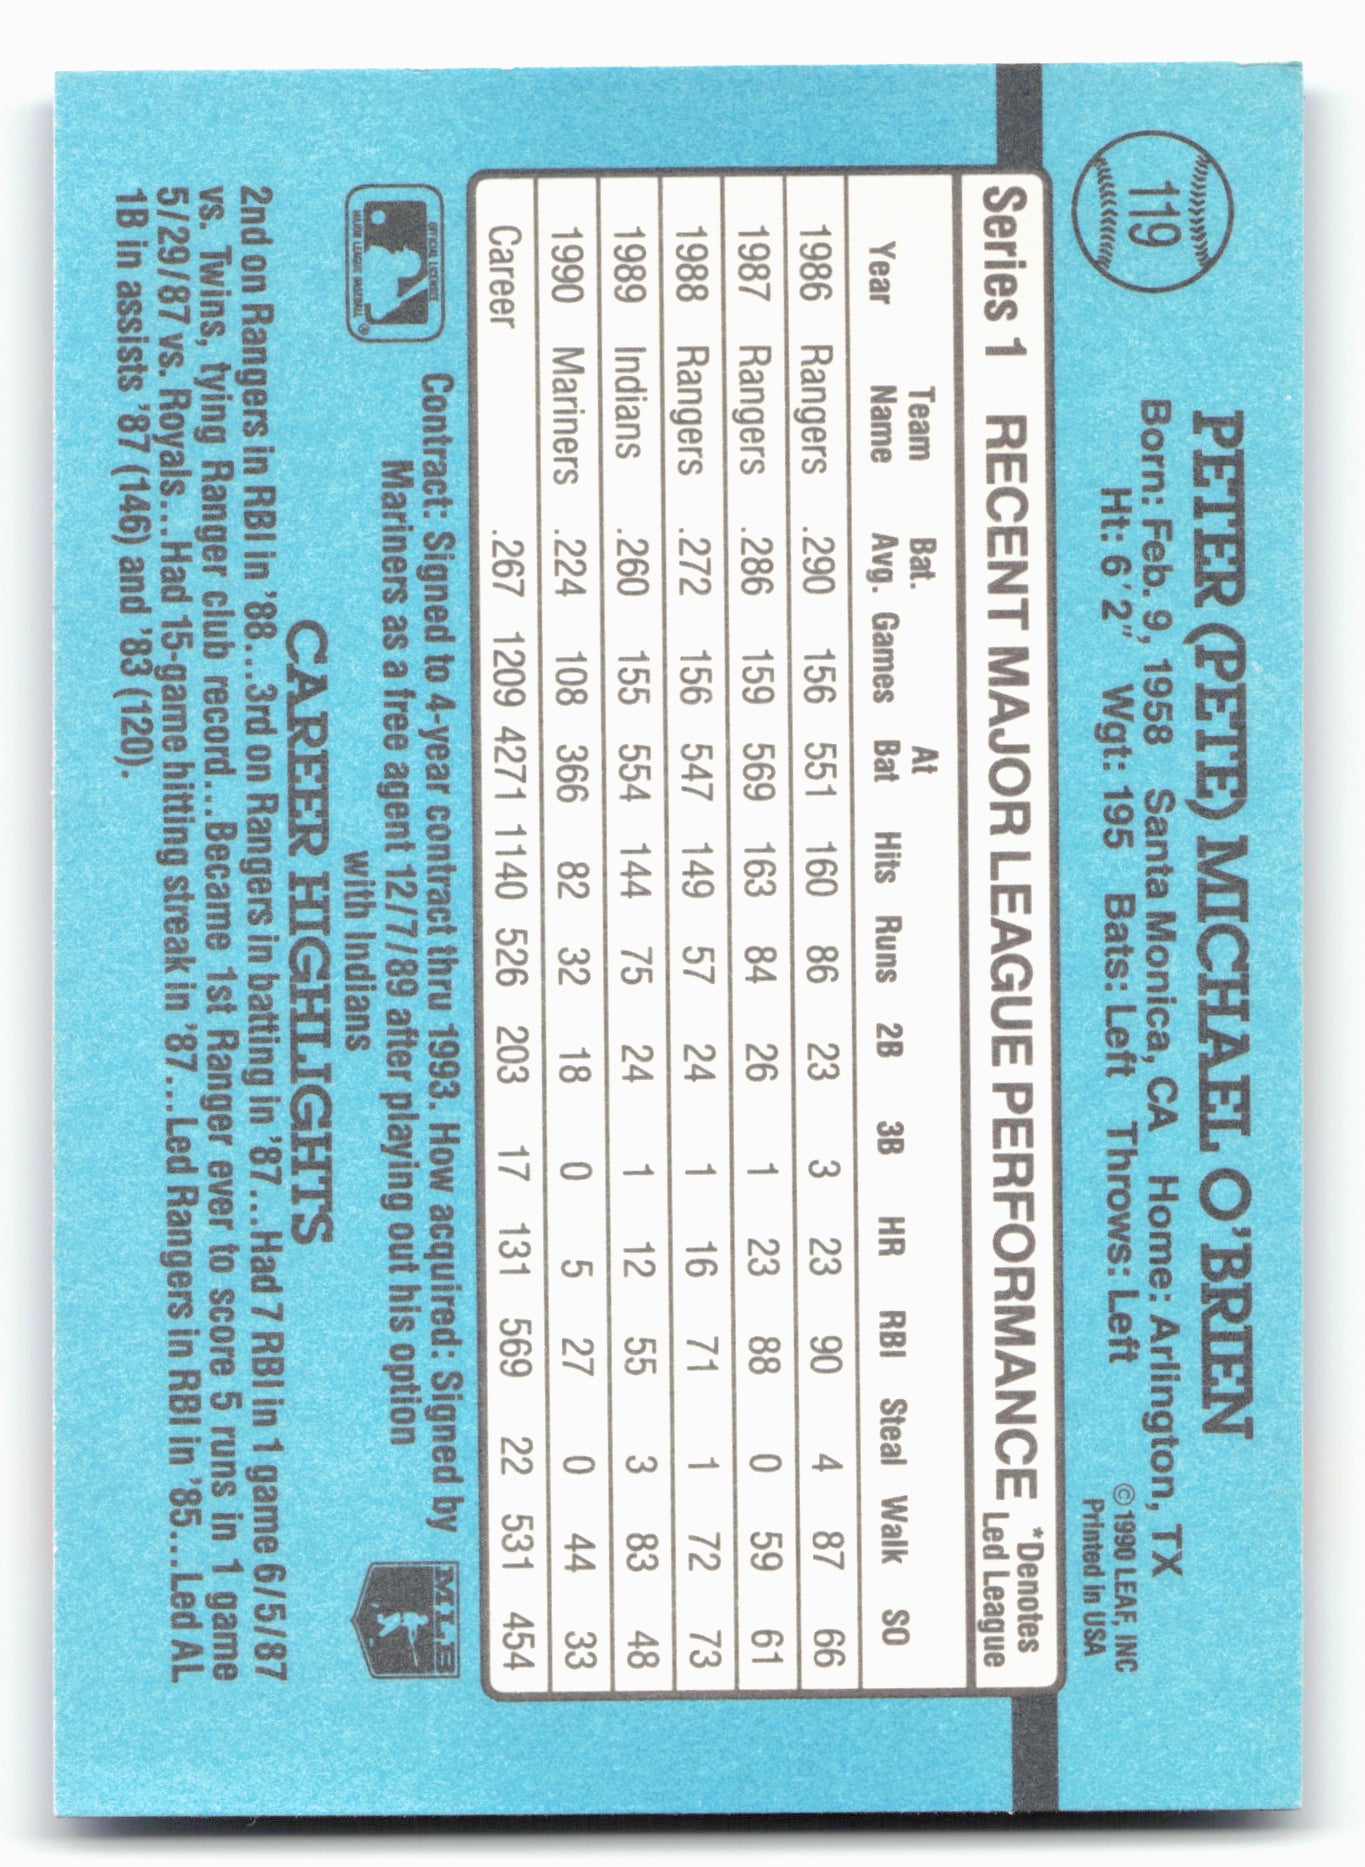 119
PETER (PETE) MICHAEL O'BRIEN
Born: Feb. 9, 1958 Santa Monica, CA Home: Arlington, TX
Ht: 6'2" Wgt: 195 Bats: Left Throws: Left
© 1990 LEAF, INC
Printed in USA
Series 1 RECENT MAJOR LEAGUE PERFORMANCE *Denotes Led League
Year Team Name Bat. Avg. Games At Bat Hits Runs 2B 3B HR RBI Steal Walk SO
1986 Rangers .290 156 551 160 86 23 3 23 90 4 87 66
1987 Rangers .286 159 569 163 84 26 1 23 88 0 59 61
1988 Rangers .272 156 547 149 57 24 1 16 71 1 72 73
1989 Indians .260 155 554 144 75 24 1 12 55 3 83 48
1990 Mariners .224 108 366 82 32 18 0 5 27 0 44 33
Career .267 1209 4271 1140 526 203 17 131 569 22 531 454
OFFICIAL LICENSEE
MAJOR LEAGUE BASEBALL ®
Contract: Signed to 4-year contract thru 1993. How acquired: Signed by
Mariners as a free agent 12/7/89 after playing out his option
with Indians
MLB
CAREER HIGHLIGHTS
2nd on Rangers in RBI in '88...3rd on Rangers in batting in '87...Had 7 RBI in 1 game 6/5/87
vs. Twins, tying Ranger club record...Became 1st Ranger ever to score 5 runs in 1 game
5/29/87 vs. Royals...Had 15-game hitting streak in '87...Led Rangers in RBI in '85...Led AL
1B in assists '87 (146) and '83 (120).